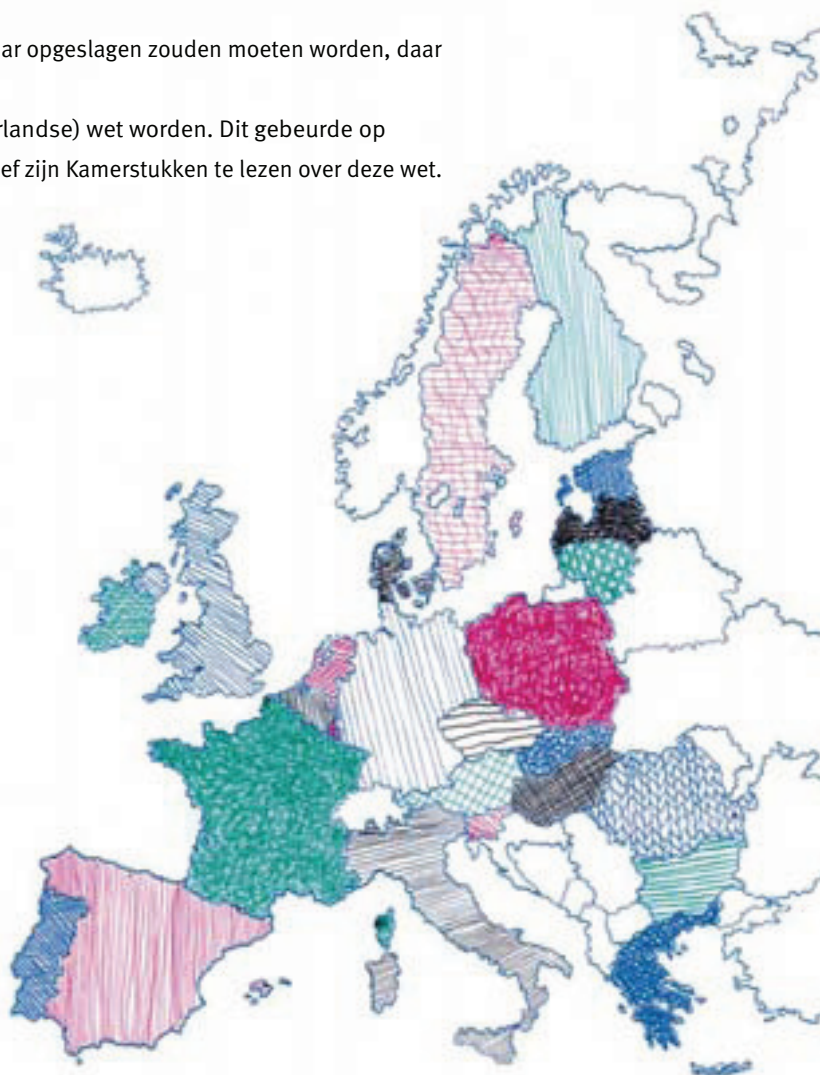 ar opgeslagen zouden moeten worden, daar
rlandse) wet worden. Dit gebeurde op
ef zijn Kamerstukken te lezen over deze wet.